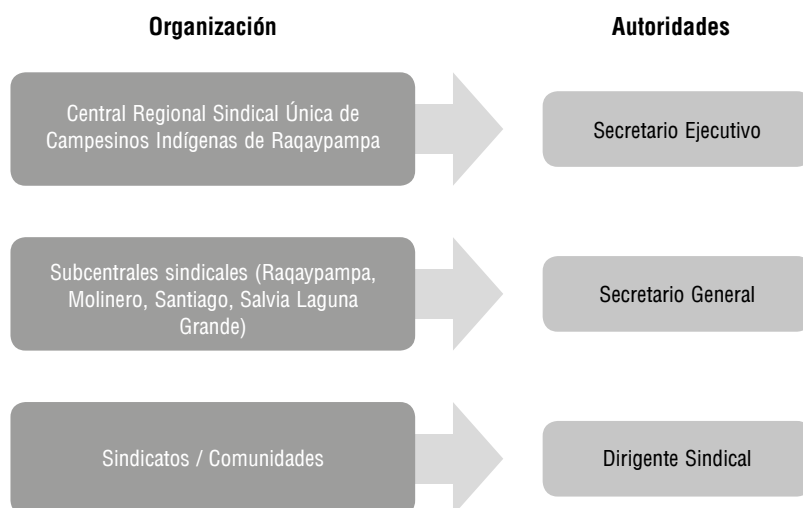 Organización
Autoridades
Central Regional Sindical Única de
Campesinos Indígenas de Raqaypampa
Secretario Ejecutivo
Subcentrales sindicales (Raqaypampa,
Molinero, Santiago, Salvia Laguna
Grande)
Secretario General
Sindicatos / Comunidades
Dirigente Sindical